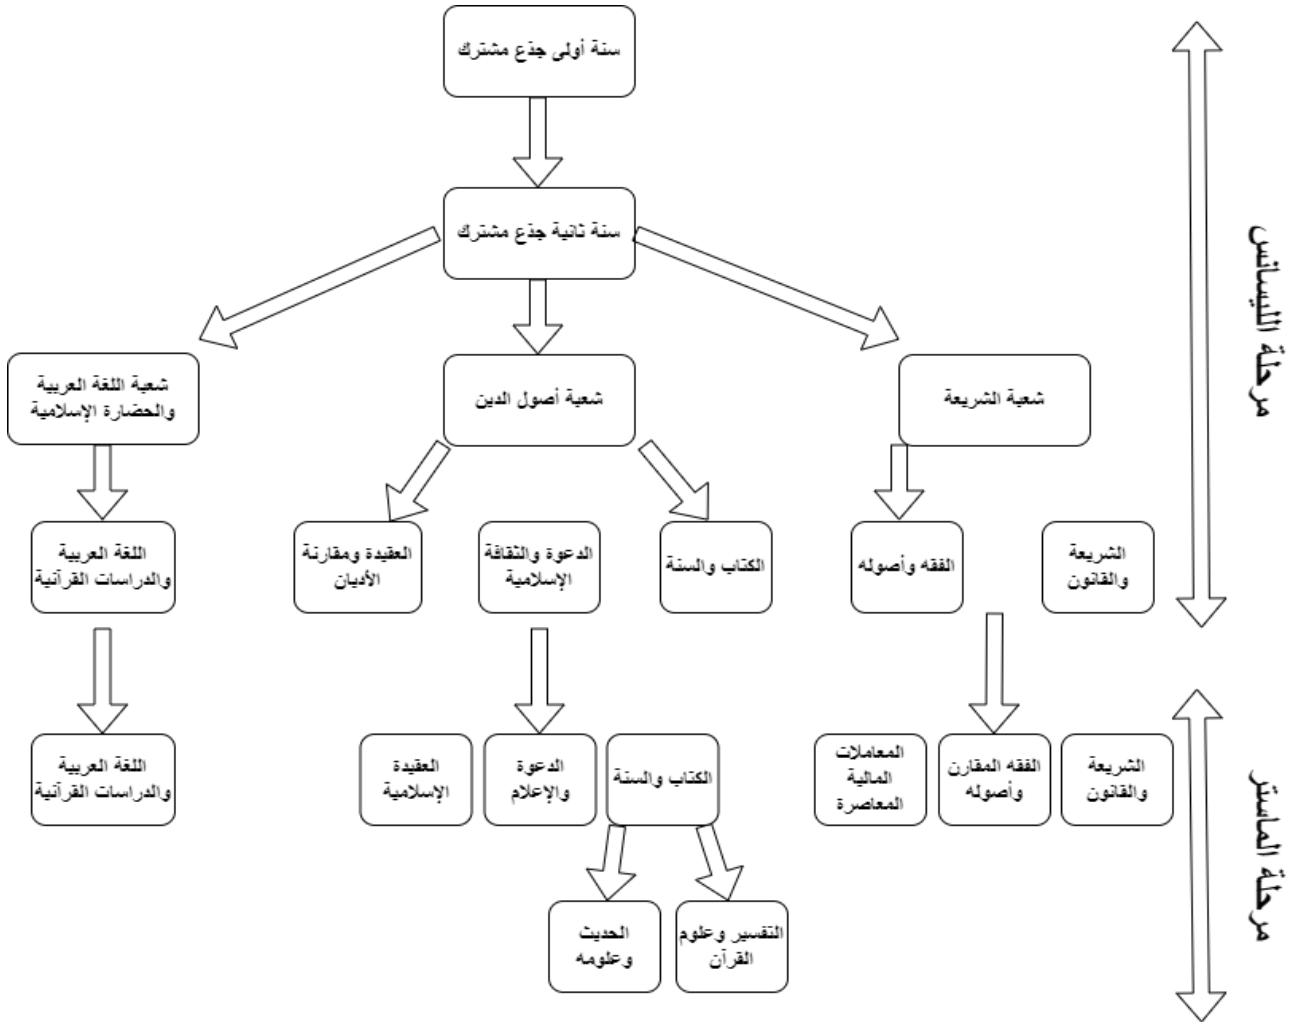 سنة أولى جذع مشترك
سنة ثانية جذع مشترك
مرحلة الليسانس
شعبة الشريعة
شعبة أصول الدين
شعبة اللغة العربية
والحضارة الإسلامية
الشريعة
والقانون
الفقه وأصوله
الكتاب والسنة
الدعوة والثقافة
الإسلامية
العقيدة ومقارنة
الأديان
اللغة العربية
والدراسات القرآنية
مرحلة الماستر
الشريعة
والقانون
الفقه المقارن
وأصوله
المعاملات
المالية
المعاصرة
الكتاب والسنة
الدعوة
والإعلام
العقيدة
الإسلامية
اللغة العربية
والدراسات القرآنية
التفسير وعلوم
القرآن
الحديث
وعلومه